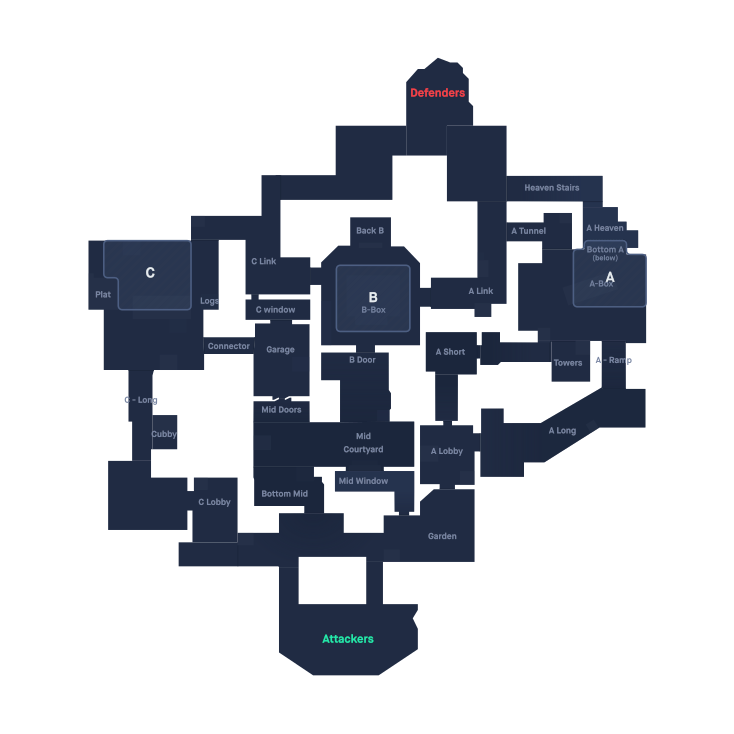 Defenders
Heaven Stairs
A Tunnel
A Heaven
Back B
Bottom A
(below)
C Link
C
A
A-Box
Plat
Logs
B
B-Box
A Link
C window
Connector
Garage
B Door
A Short
Towers
A - Ramp
C - Long
Mid Doors
Cubby
Mid
Courtyard
A Lobby
A Long
Mid Window
Bottom Mid
C Lobby
Garden
Attackers